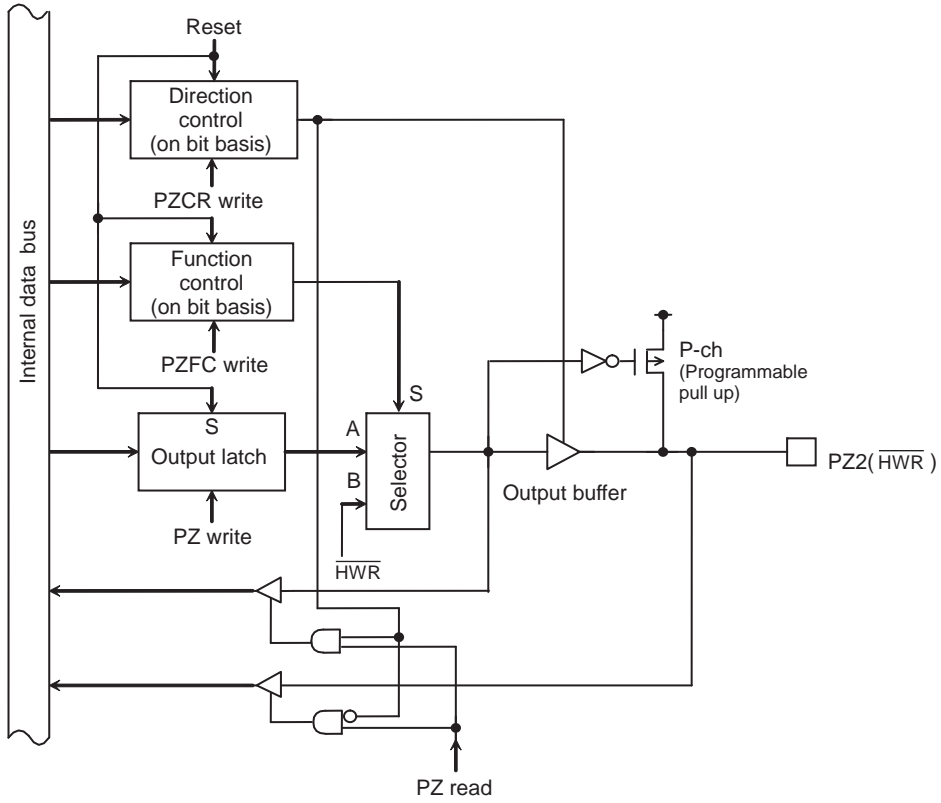 Reset
Direction
control
(on bit basis)
PZCR write
Internal data bus
Function
control
(on bit basis)
PZFC write
P-ch
(Programmable
pull up)
S
S
Output latch
A
B
Selector
Output buffer
PZ2(HWR)
PZ write
HWR
PZ read